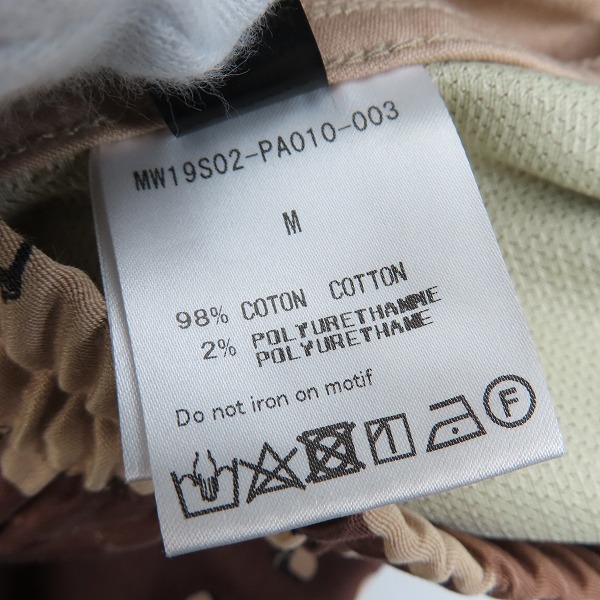 MW19S02-PA010-003
M
98% COTON COTTON
2% POLYURETHANNE
POLYURETHANE
Do not iron on motif
F